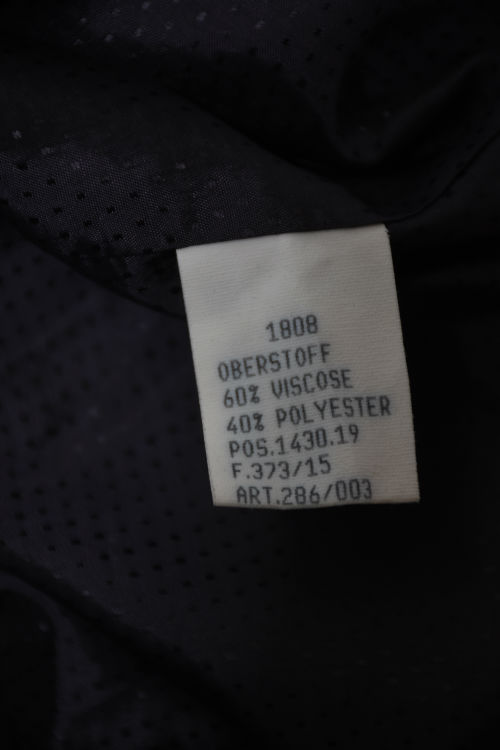 1808
OBERSTOFF
60% VISCOSE
40% POLYESTER
POS.1430.19
F.373/15
ART.286/003